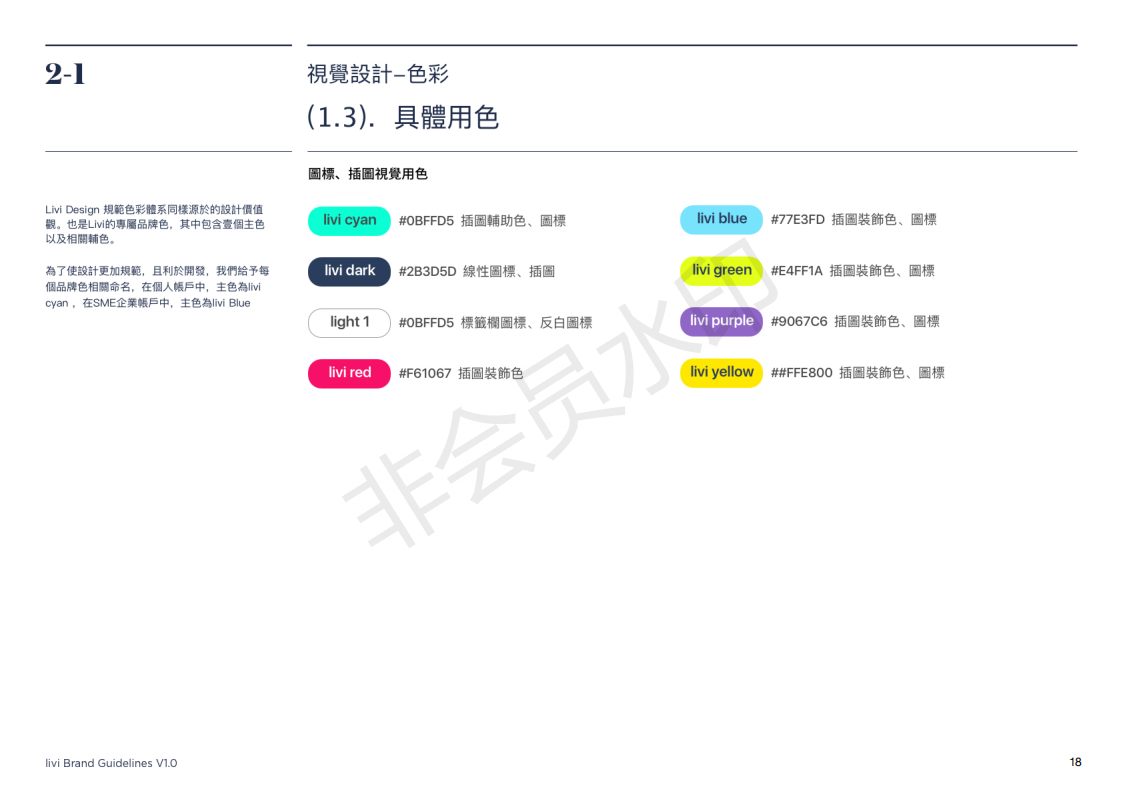 2-1
視覺設計–色彩
(1.3). 具體用色
圖標、插圖視覺用色
Livi Design 規範色彩體系同樣源於的設計價值
觀。也是Livi的專屬品牌色，其中包含壹個主色
以及相關輔色。
為了使設計更加規範，且利於開發，我們給予每
個品牌色相關命名，在個人帳戶中，主色為livi
cyan ，在SME企業帳戶中，主色為livi Blue
livi cyan #0BFFD5 插圖輔助色、圖標
livi dark #2B3D5D 線性圖標、插圖
light 1 #0BFFD5 標籤欄圖標、反白圖標
livi red #F61067 插圖裝飾色
livi blue #77E3FD 插圖裝飾色、圖標
livi green #E4FF1A 插圖裝飾色、圖標
livi purple #9067C6 插圖裝飾色、圖標
livi yellow ##FFE800 插圖裝飾色、圖標
非会员水印
livi Brand Guidelines V1.0
18